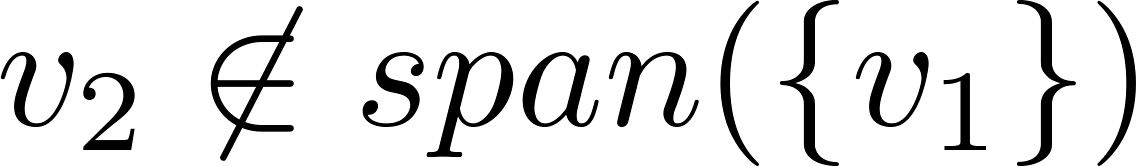 v₂ ∉ span({v₁})